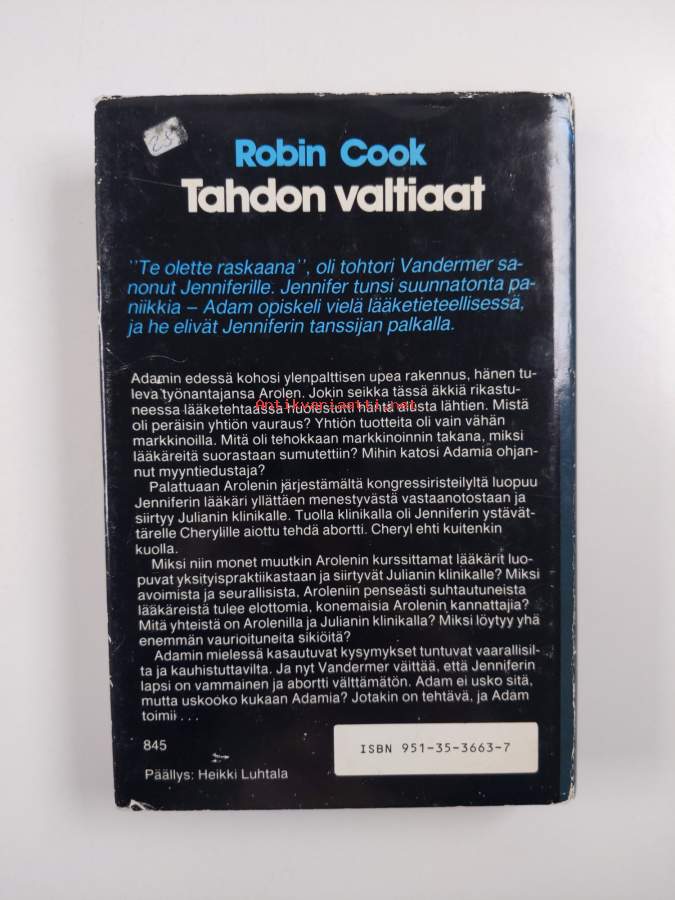 25
Robin Cook
Tahdon valtiaat
"Te olette raskaana", oli tohtori Vandermer sa-
nonut Jenniferille. Jennifer tunsi suunnatonta pa-
niikkia – Adam opiskeli vielä lääketieteellisessä,
ja he elivät Jenniferin tanssijan palkalla.
Adamin edessä kohosi ylenpalttisen upea rakennus, hänen tu-
leva työnantajansa Arolen. Jokin seikka tässä äkkiä rikastu-
neessa lääketehtaassa huolestutti häntä alusta lähtien. Mistä
Antikvariaatti.net
oli peräisin yhtiön vauraus? Yhtiön tuotteita oli vain vähän
markkinoilla. Mitä oli tehokkaan markkinoinnin takana, miksi
lääkäreitä suorastaan sumutettiin? Mihin katosi Adamia ohjan-
nut myyntiedustaja?
Palattuaan Arolenin järjestämältä kongressiristeilyltä luopuu
Jenniferin lääkäri yllättäen menestyvästä vastaanotostaan ja
siirtyy Julianin klinikalle. Tuolla klinikalla oli Jenniferin ystävät-
tärelle Cherylille aiottu tehdä abortti. Cheryl ehti kuitenkin
kuolla.
Miksi niin monet muutkin Arolenin kurssittamat lääkärit luo-
puvat yksityispraktiikastaan ja siirtyvät Julianin klinikalle? Miksi
avoimista ja seurallisista, Aroleniin penseästi suhtautuneista
lääkäreistä tulee elottomia, konemaisia Arolenin kannattajia?
Mitä yhteistä on Arolenilla ja Julianin klinikalla? Miksi löytyy yhä
enemmän vaurioituneita sikiöitä?
Adamin mielessä kasautuvat kysymykset tuntuvat vaarallisil-
ta ja kauhistuttavilta. Ja nyt Vandermer väittää, että Jenniferin
lapsi on vammainen ja abortti välttämätön. Adam ei usko sitä,
mutta uskooko kukaan Adamia? Jotakin on tehtävä, ja Adam
toimii . . .
845
ISBN 951-35-3663-7
Päällys: Heikki Luhtala